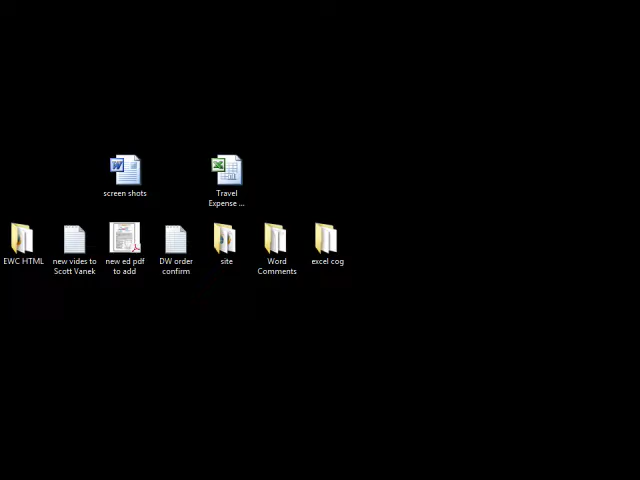 screen shots
Travel
Expense ...
EWC HTML
new vides to
Scott Vanek
new ed pdf
to add
DW order
confirm
site
Word
Comments
excel cog